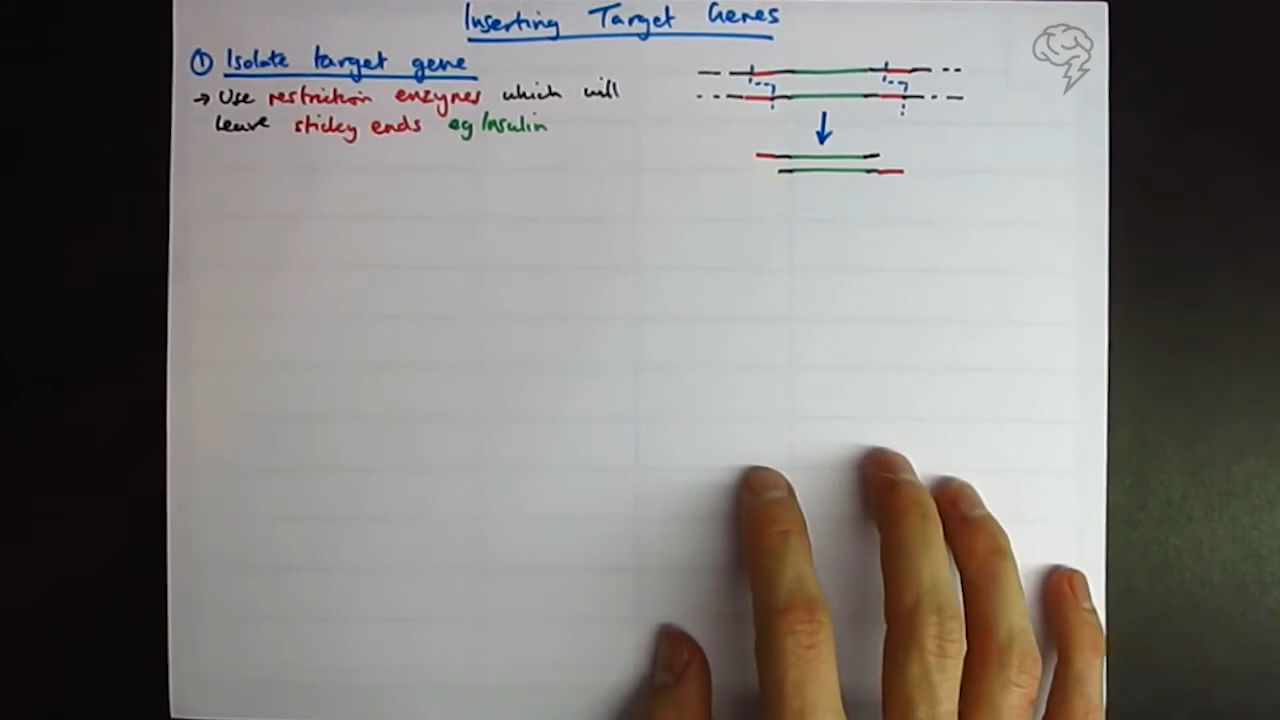 Inserting Target Genes
① Isolate target gene
→ Use restriction enzymes which will
leave sticky ends eg Insulin